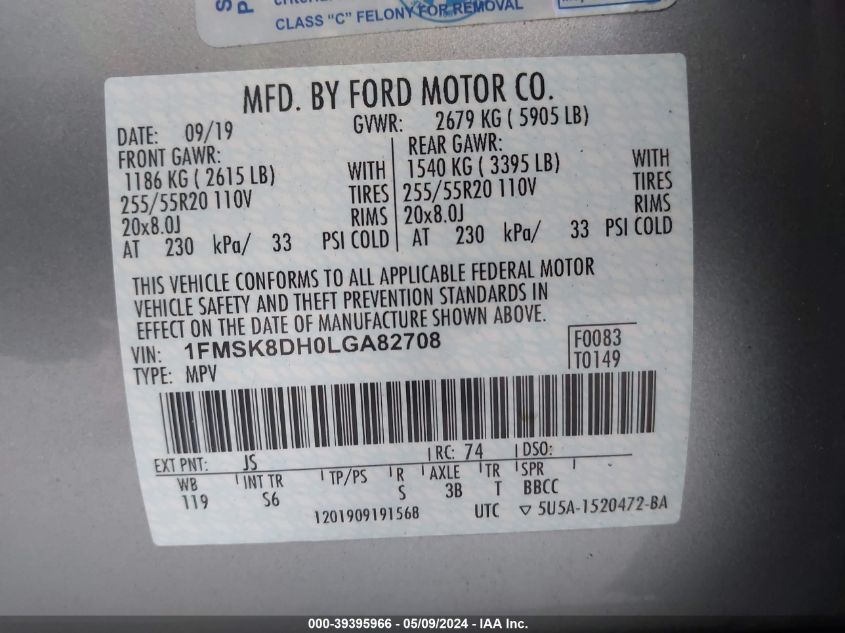 CLASS "C" FELONY FOR REMOVAL
MFD. BY FORD MOTOR CO.
DATE: 09/19 GVWR: 2679 KG ( 5905 LB)
FRONT GAWR: REAR GAWR:
1186 KG ( 2615 LB) WITH 1540 KG ( 3395 LB) WITH
255/55R20 110V TIRES 255/55R20 110V TIRES
20x8.0J RIMS 20x8.0J RIMS
AT 230 kPa/ 33 PSI COLD AT 230 kPa/ 33 PSI COLD
THIS VEHICLE CONFORMS TO ALL APPLICABLE FEDERAL MOTOR
VEHICLE SAFETY AND THEFT PREVENTION STANDARDS IN
EFFECT ON THE DATE OF MANUFACTURE SHOWN ABOVE.
VIN: 1FMSK8DH0LGA82708 F0083
TYPE: MPV T0149
EXT PNT: JS RC: 74 DSO:
WB INT TR TP/PS R AXLE TR SPR
119 S6 S 3B T BBCC
1201909191568 UTC ▽ 5U5A-1520472-BA
000-39395966 - 05/09/2024 - IAA Inc.